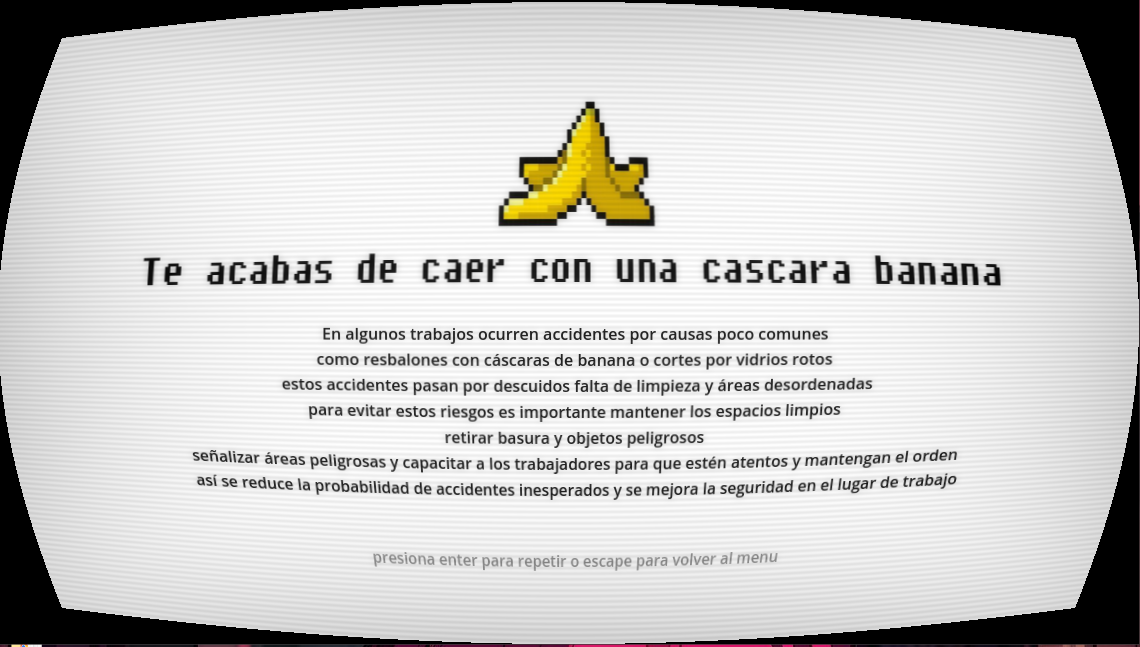 Te acabas de caer con una cascara banana
En algunos trabajos ocurren accidentes por causas poco comunes
como resbalones con cáscaras de banana o cortes por vidrios rotos
estos accidentes pasan por descuidos falta de limpieza y áreas desordenadas
para evitar estos riesgos es importante mantener los espacios limpios
retirar basura y objetos peligrosos
señalizar áreas peligrosas y capacitar a los trabajadores para que estén atentos y mantengan el orden
así se reduce la probabilidad de accidentes inesperados y se mejora la seguridad en el lugar de trabajo
presiona enter para repetir o escape para volver al menu